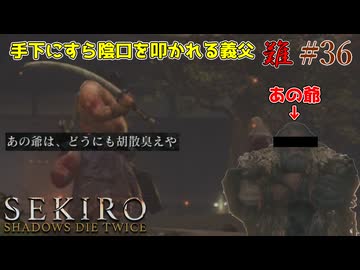 手下にすら陰口を叩かれる義父 難 #36
あの爺
↓
あの爺は、どうにも胡散臭えや
SEKIRO
SHADOWS DIE TWICE